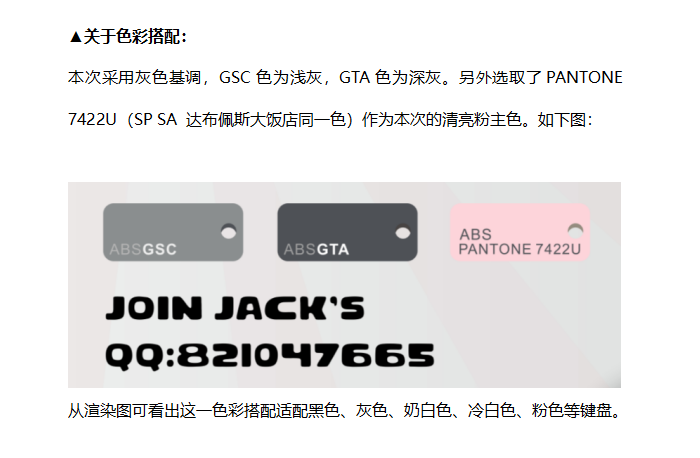 ▲关于色彩搭配：
本次采用灰色基调，GSC 色为浅灰，GTA 色为深灰。另外选取了 PANTONE
7422U（SP SA 达布佩斯大饭店同一色）作为本次的清亮粉主色。如下图：
ABSGSC
ABSGTA
ABS
PANTONE 7422U
JOIN JACK'S
QQ:821047665
从渲染图可看出这一色彩搭配适配黑色、灰色、奶白色、冷白色、粉色等键盘。